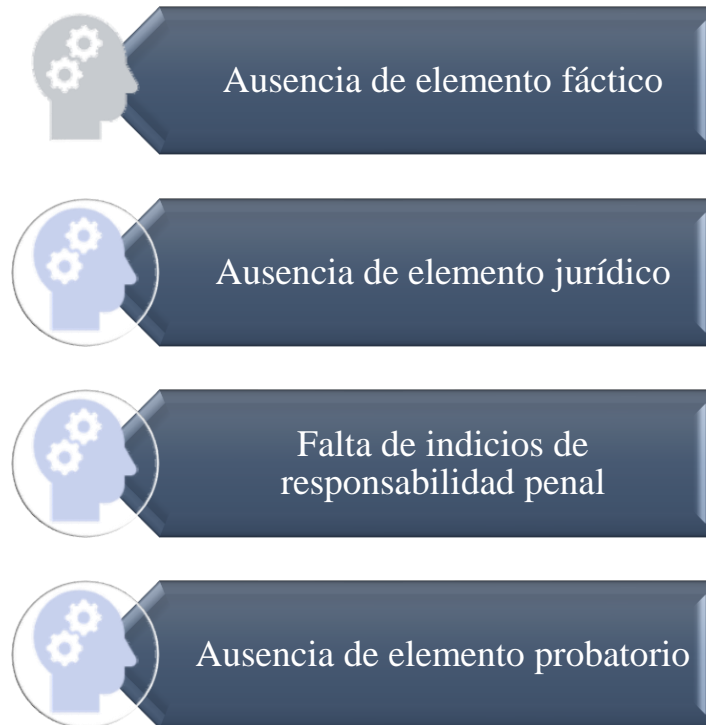 Ausencia de elemento fáctico
Ausencia de elemento jurídico
Falta de indicios de
responsabilidad penal
Ausencia de elemento probatorio